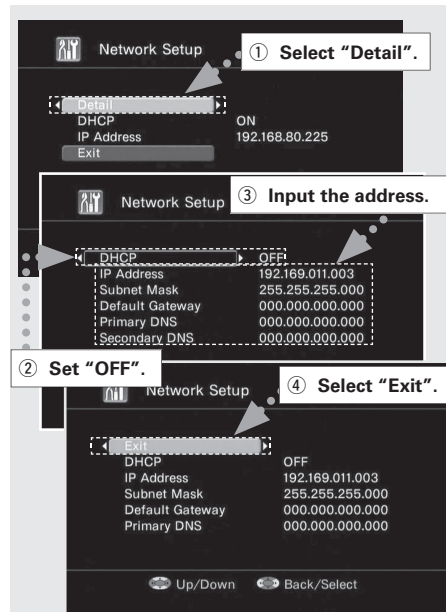 Network Setup
① Select “Detail”.
Detail
DHCP ON
IP Address 192.168.80.225
Exit
Network Setup
③ Input the address.
DHCP OFF
IP Address 192.169.011.003
Subnet Mask 255.255.255.000
Default Gateway 000.000.000.000
Primary DNS 000.000.000.000
Secondary DNS 000.000.000.000
② Set “OFF”.
Network Setup
④ Select “Exit”.
Exit
DHCP OFF
IP Address 192.169.011.003
Subnet Mask 255.255.255.000
Default Gateway 000.000.000.000
Primary DNS 000.000.000.000
Up/Down Back/Select